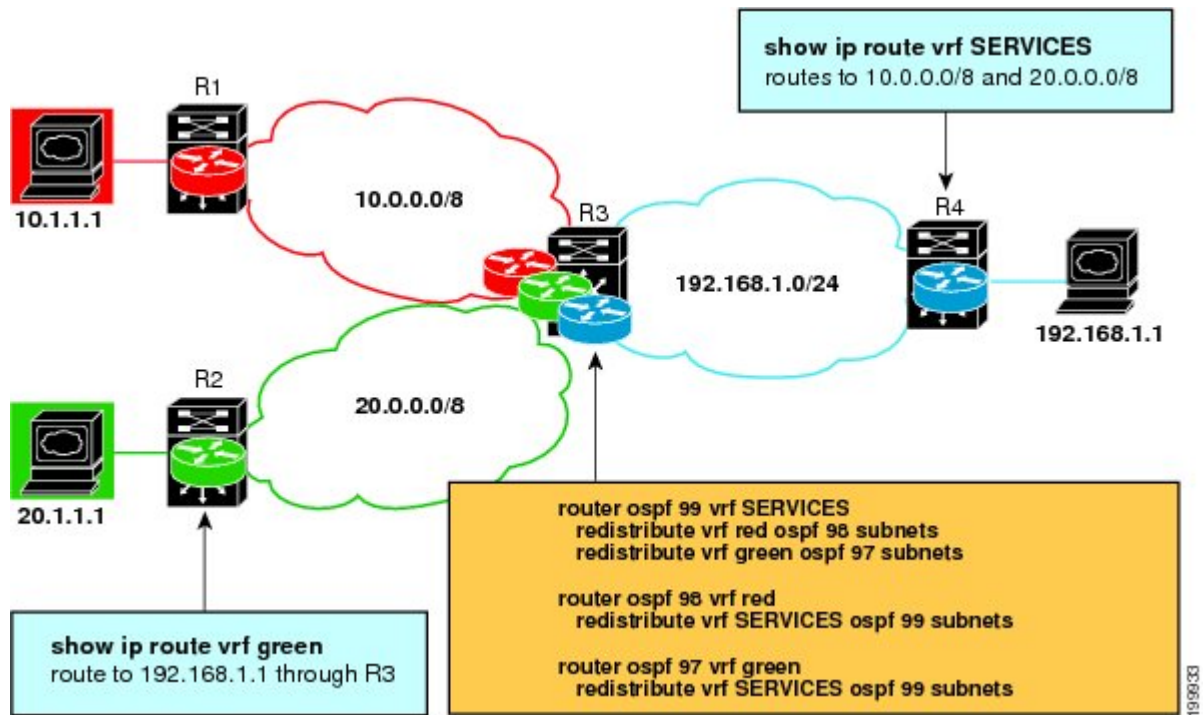 show ip route vrf SERVICES
routes to 10.0.0.0/8 and 20.0.0.0/8
R1
10.1.1.1
10.0.0.0/8
R3
R4
192.168.1.0/24
192.168.1.1
R2
20.0.0.0/8
20.1.1.1
router ospf 99 vrf SERVICES
redistribute vrf red ospf 98 subnets
redistribute vrf green ospf 97 subnets
router ospf 98 vrf red
redistribute vrf SERVICES ospf 99 subnets
router ospf 97 vrf green
redistribute vrf SERVICES ospf 99 subnets
show ip route vrf green
route to 192.168.1.1 through R3
199933